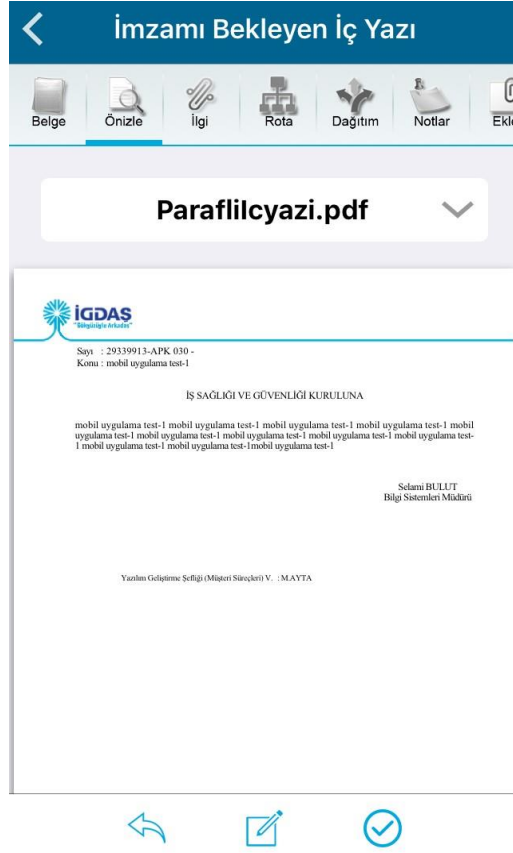 İmzamı Bekleyen İç Yazı
Belge Önizle İlgi Rota Dağıtım Notlar Ekle
Paraflilcyazi.pdf
İGDAŞ
Sayı : 29339913-APK 030 -
Konu : mobil uygulama test-1
İŞ SAĞLIĞI VE GÜVENLİĞİ KURULUNA
mobil uygulama test-1 mobil uygulama test-1 mobil uygulama test-1 mobil uygulama test-1 mobil
uygulama test-1 mobil uygulama test-1 mobil uygulama test-1 mobil uygulama test-1 mobil uygulama test-
1 mobil uygulama test-1 mobil uygulama test-1mobil uygulama test-1
Selami BULUT
Bilgi Sistemleri Müdürü
Yazılım Geliştirme Şefliği (Müşteri Süreçleri) V. : M.AYTA